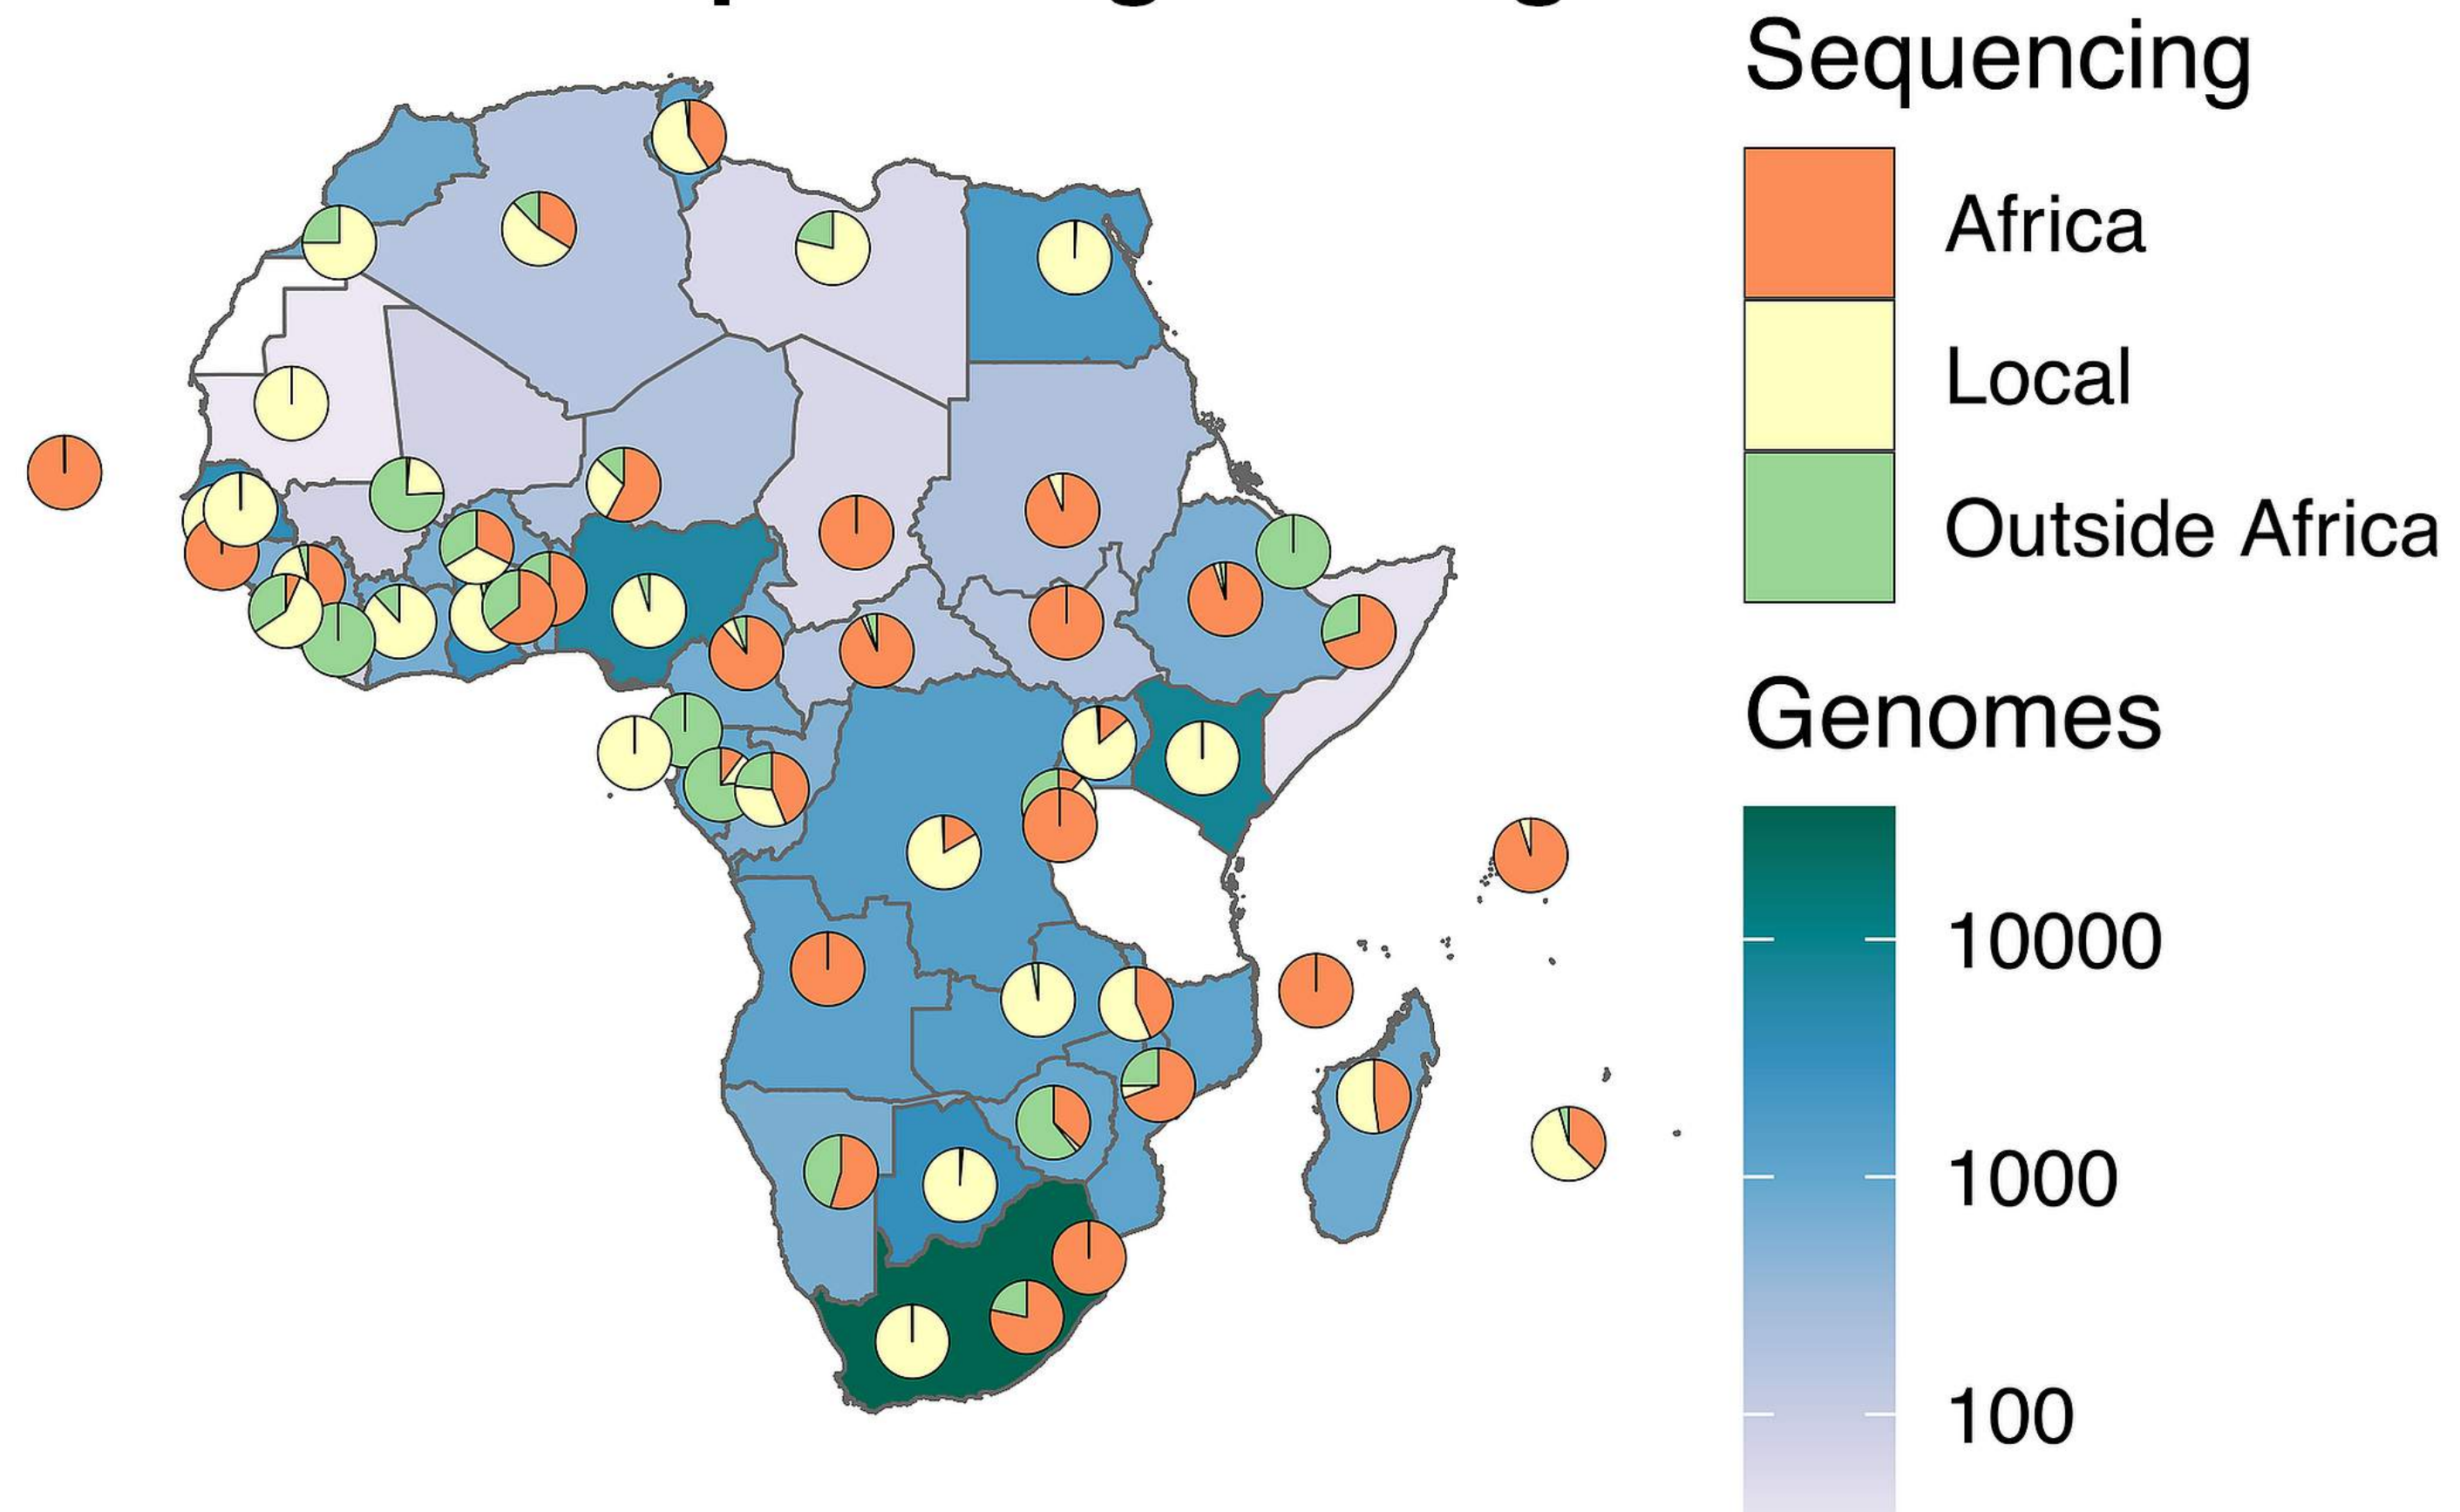 Sequencing
Africa
Local
Outside Africa
Genomes
10000
1000
100